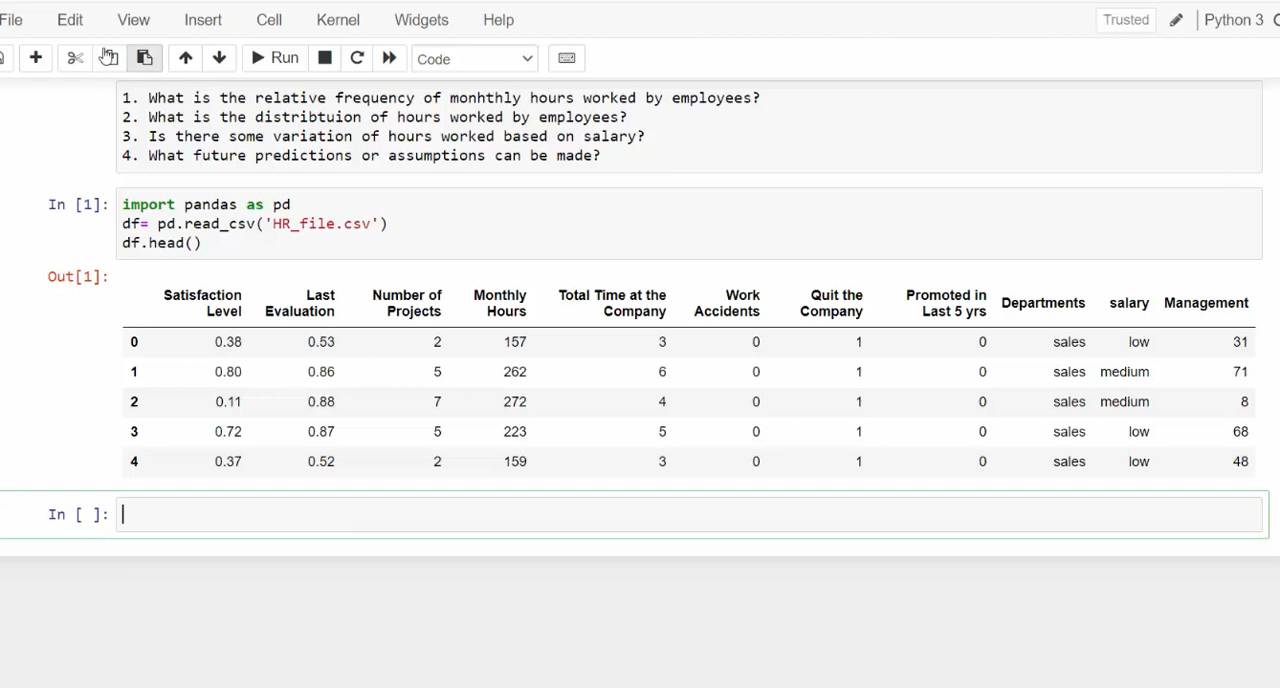 File Edit View Insert Cell Kernel Widgets Help Trusted Python 3
Run Code
1. What is the relative frequency of monhthly hours worked by employees?
2. What is the distribtuion of hours worked by employees?
3. Is there some variation of hours worked based on salary?
4. What future predictions or assumptions can be made?
In [1]: import pandas as pd
df= pd.read_csv('HR_file.csv')
df.head()
Out[1]:
Satisfaction Level Last Evaluation Number of Projects Monthly Hours Total Time at the Company Work Accidents Quit the Company Promoted in Last 5 yrs Departments salary Management
0 0.38 0.53 2 157 3 0 1 0 sales low 31
1 0.80 0.86 5 262 6 0 1 0 sales medium 71
2 0.11 0.88 7 272 4 0 1 0 sales medium 8
3 0.72 0.87 5 223 5 0 1 0 sales low 68
4 0.37 0.52 2 159 3 0 1 0 sales low 48
In [ ]: